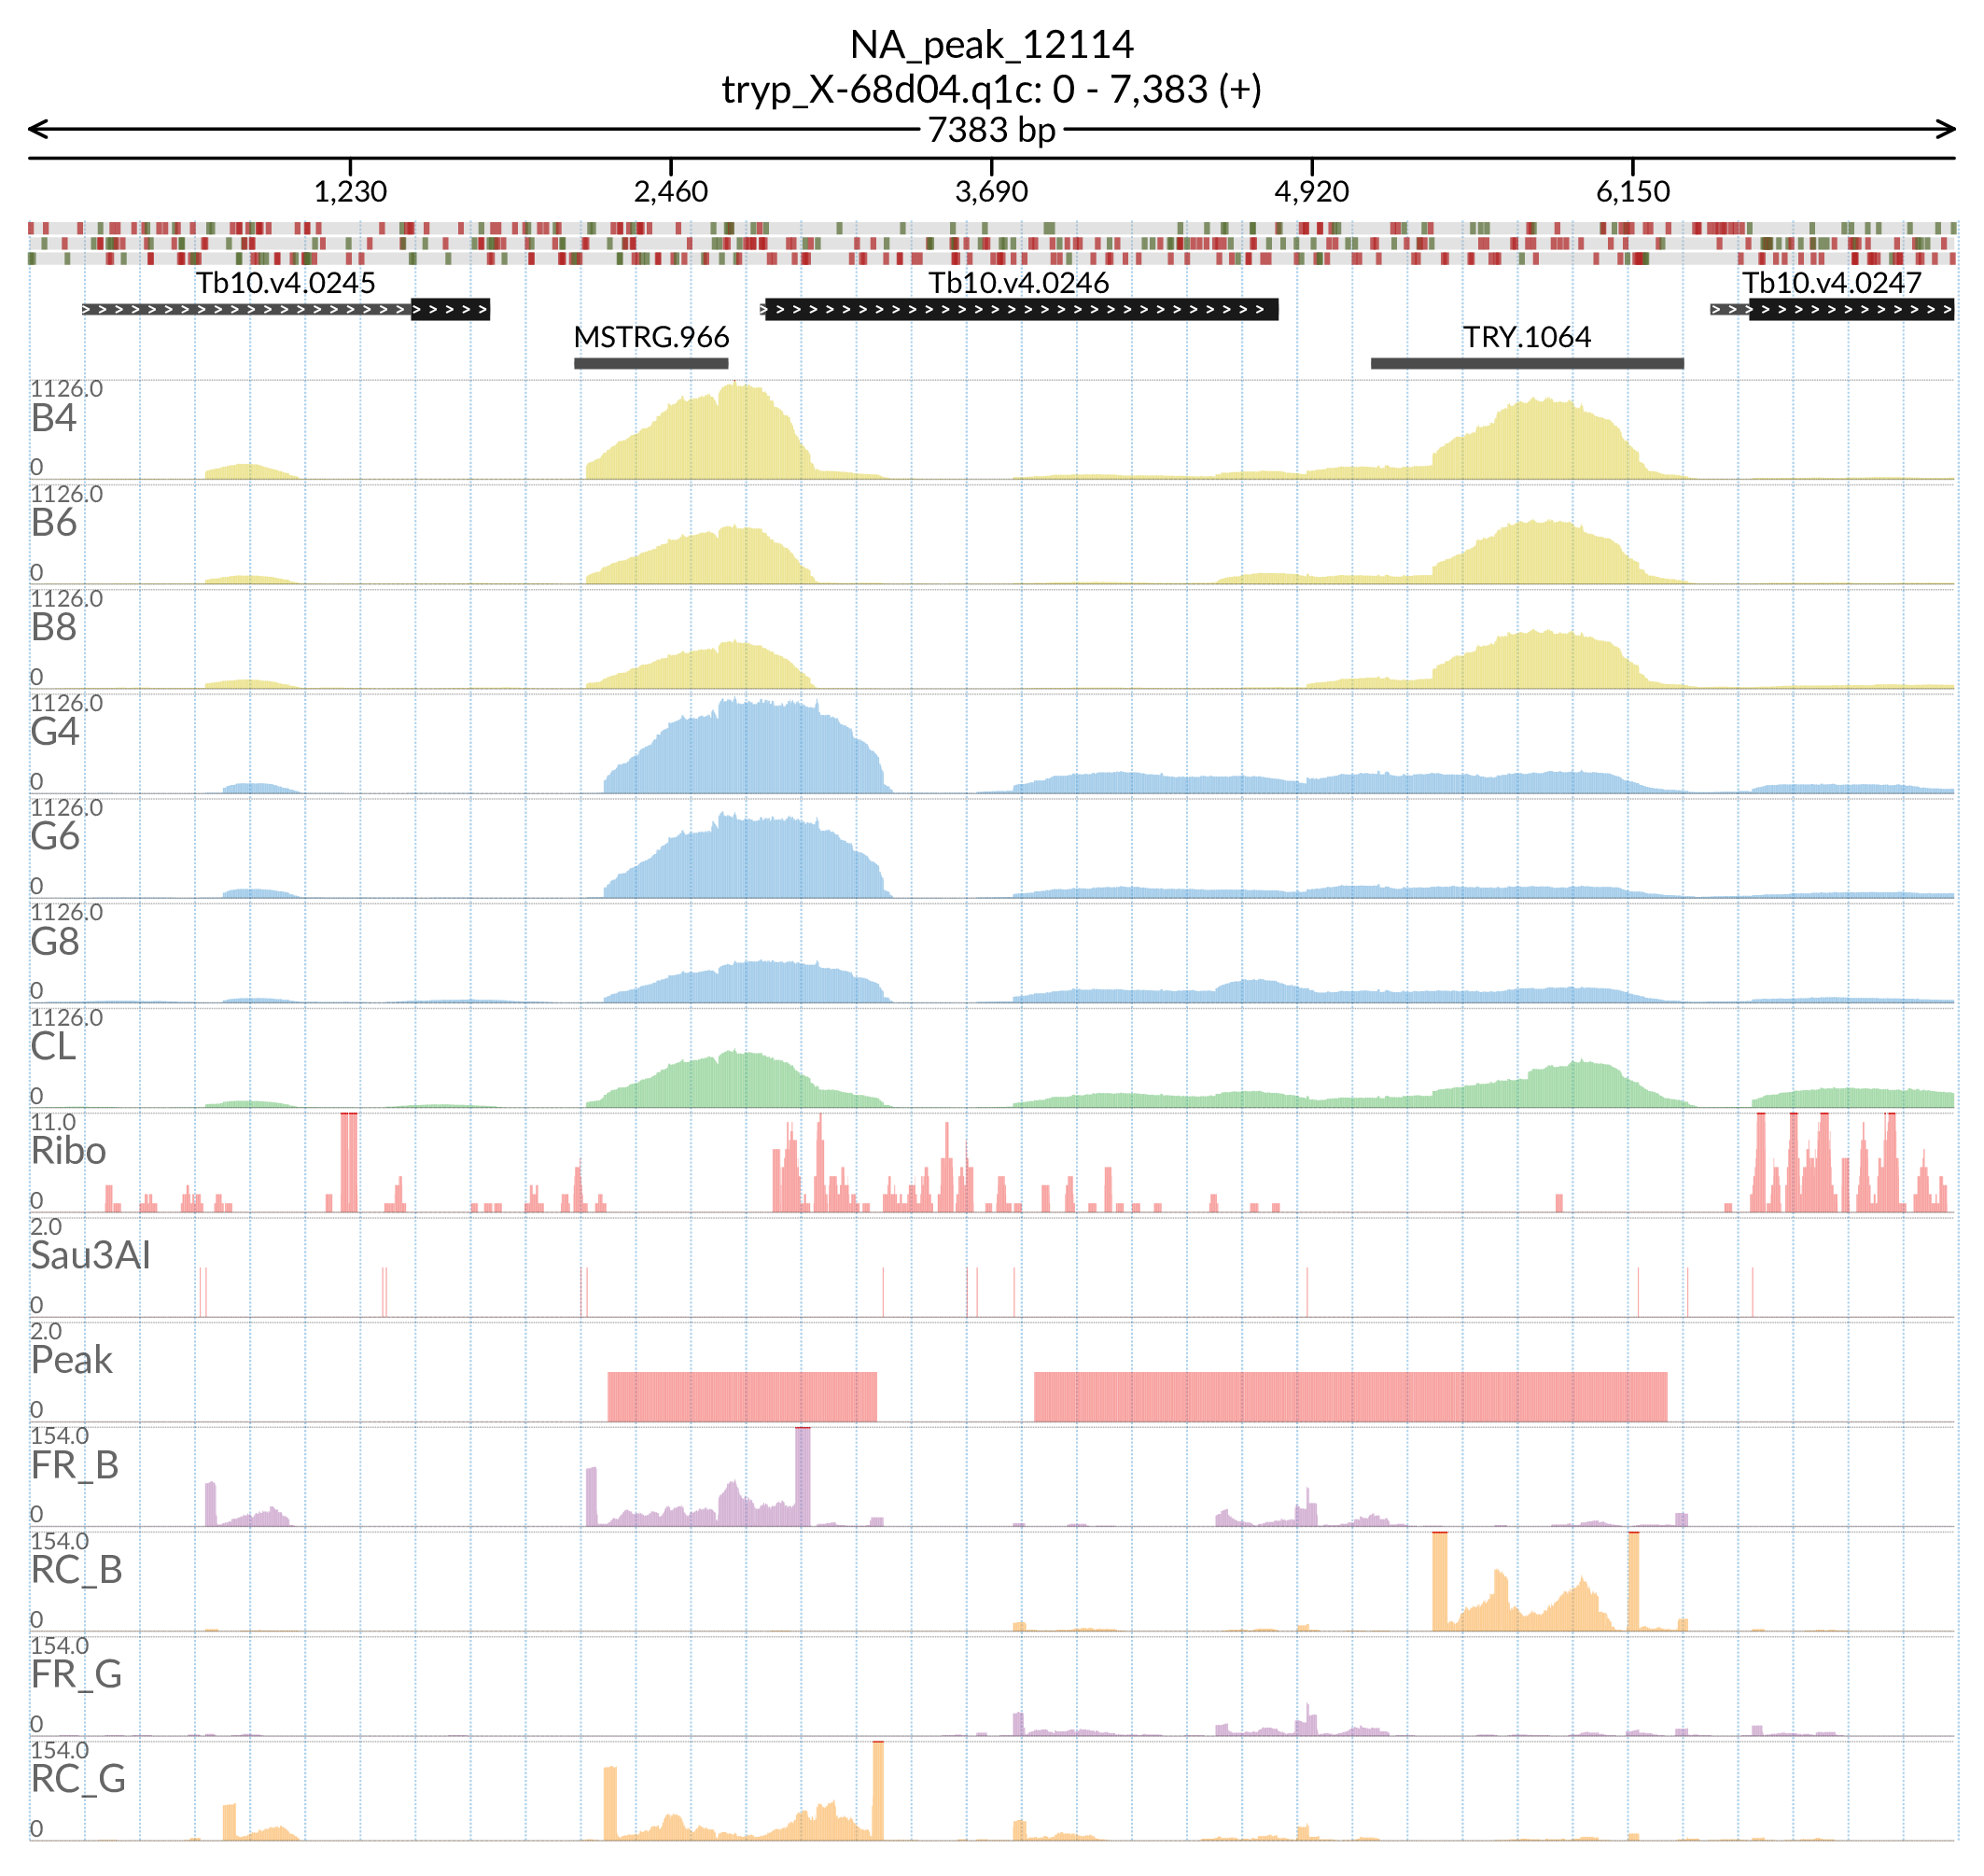 NA_peak_12114
tryp_X-68d04.q1c: 0 - 7,383 (+)
7383 bp
1,230 2,460 3,690 4,920 6,150
Tb10.v4.0245 Tb10.v4.0246 Tb10.v4.0247
MSTRG.966 TRY.1064
1126.0
B4
0
1126.0
B6
0
1126.0
B8
0
1126.0
G4
0
1126.0
G6
0
1126.0
G8
0
1126.0
CL
0
11.0
Ribo
0
2.0
Sau3AI
0
2.0
Peak
0
154.0
FR_B
0
154.0
RC_B
0
154.0
FR_G
0
154.0
RC_G
0